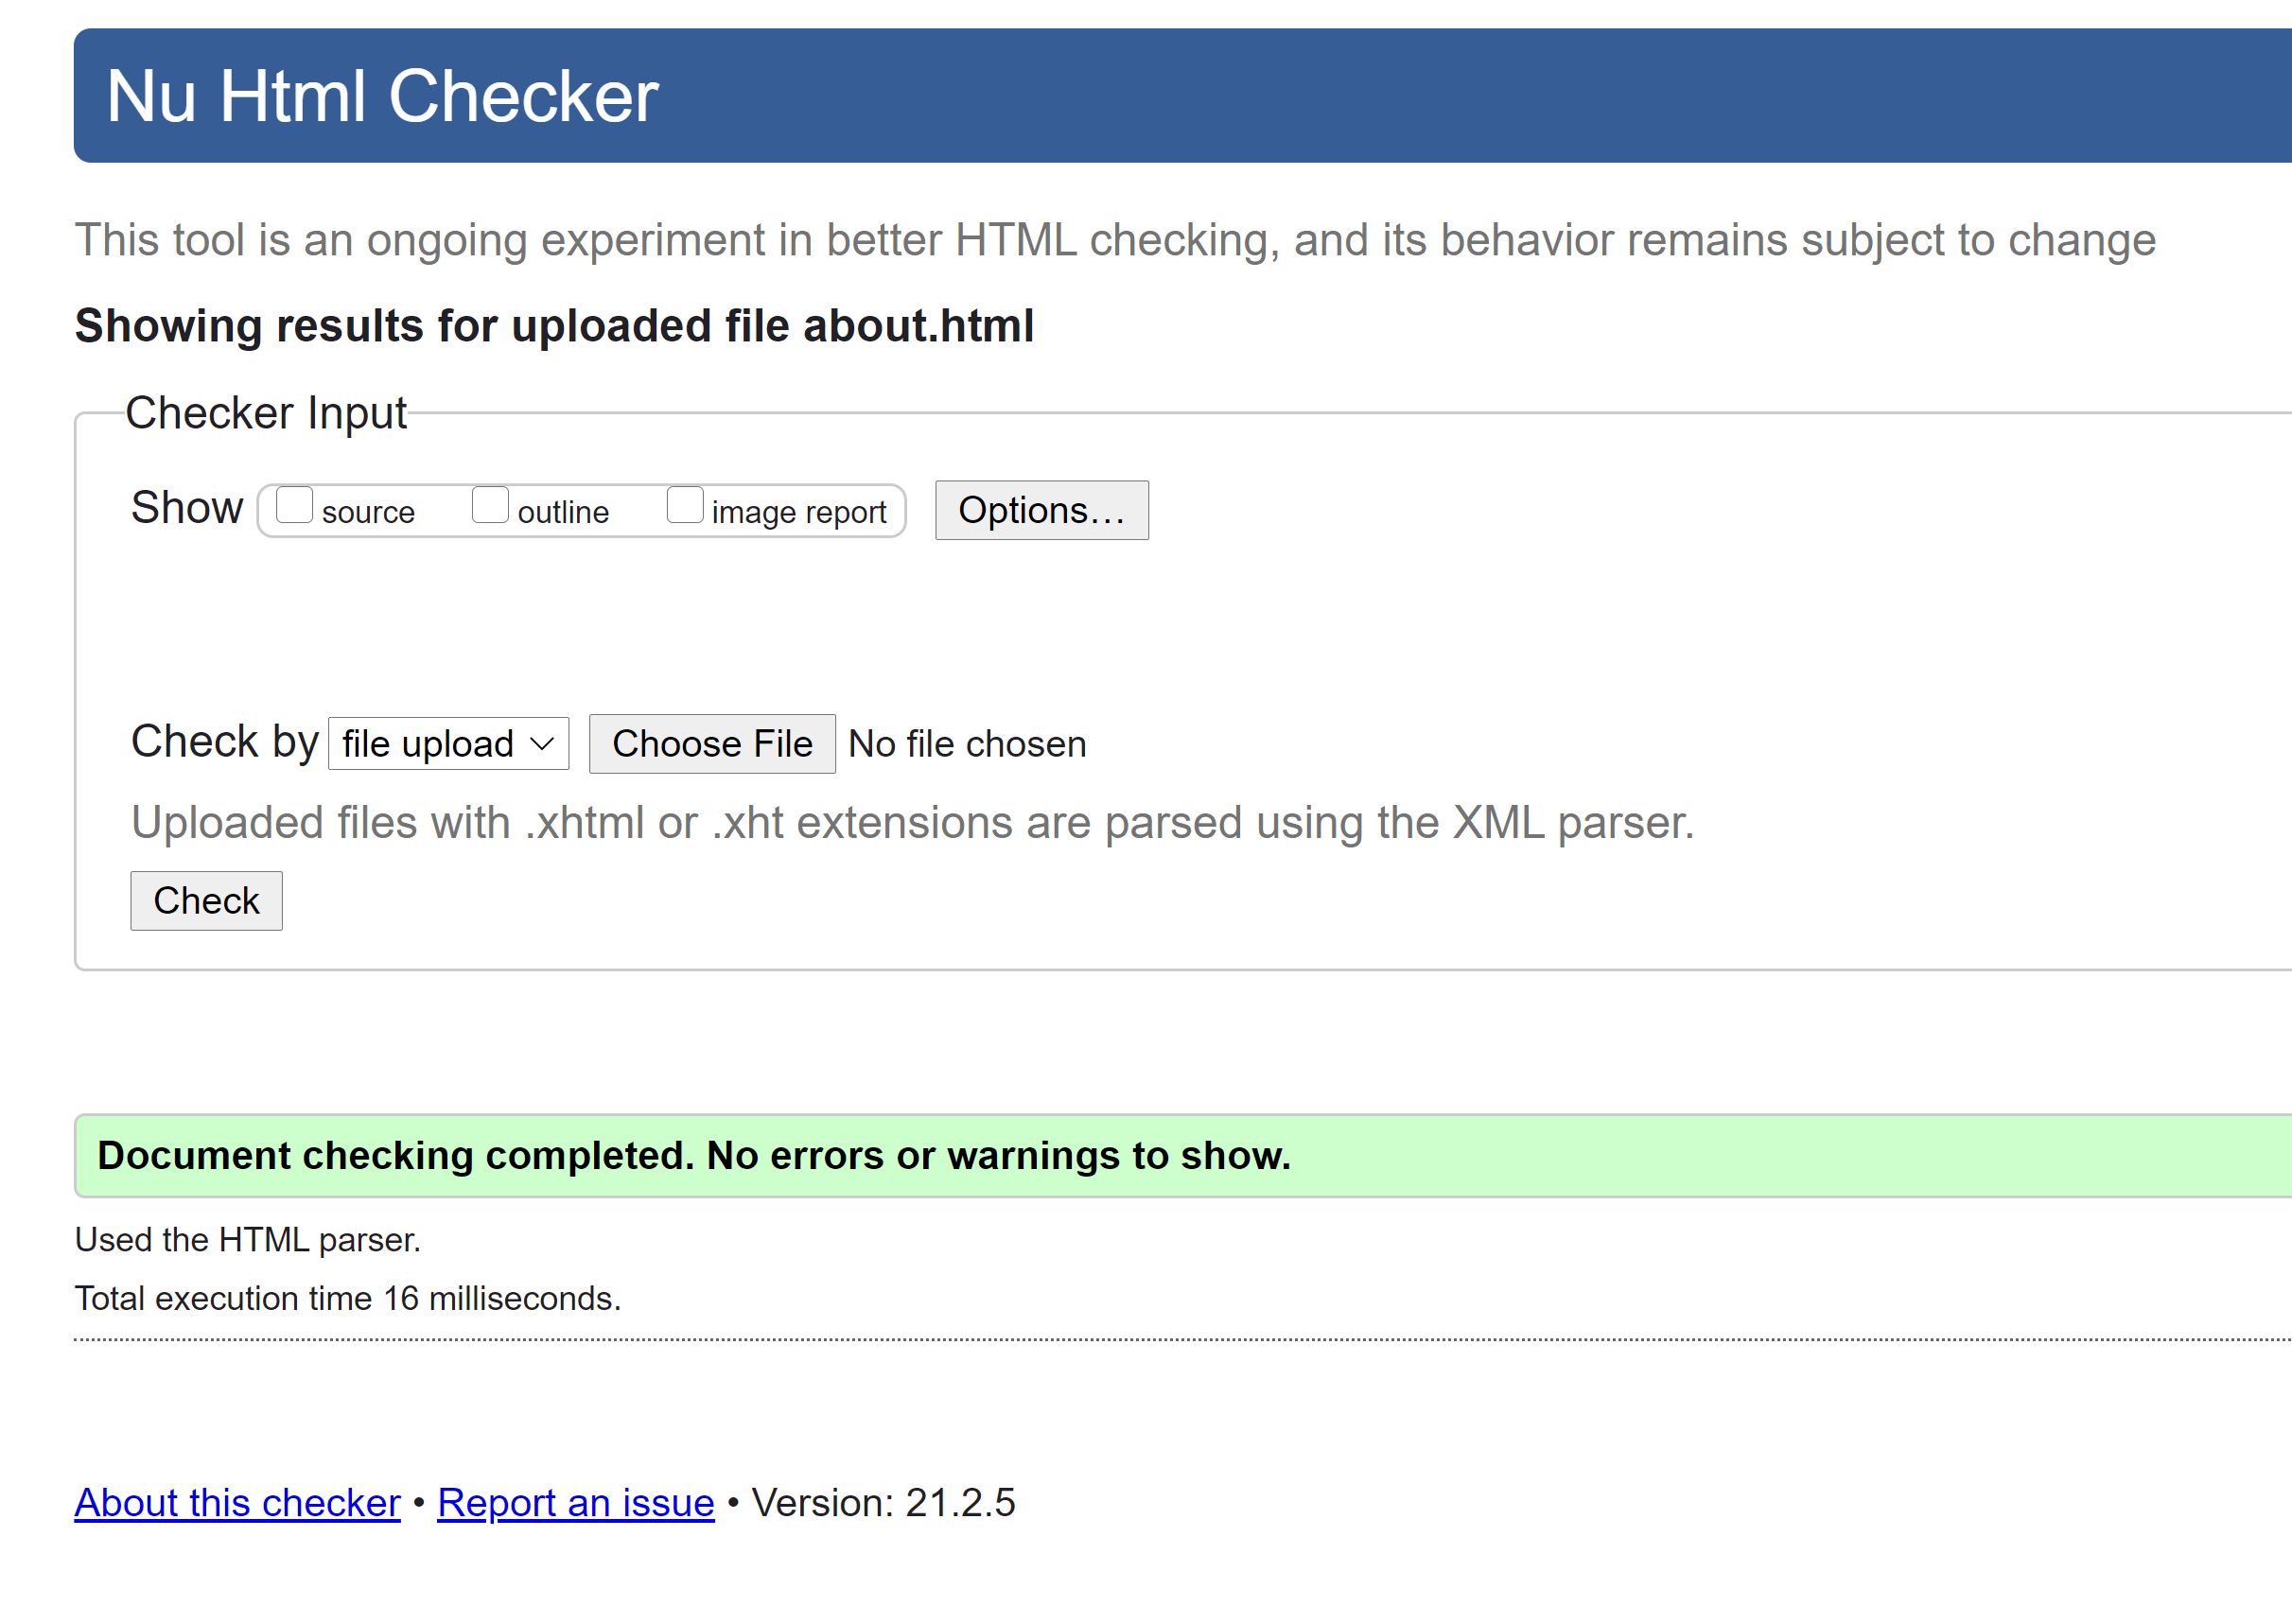 Nu Html Checker
This tool is an ongoing experiment in better HTML checking, and its behavior remains subject to change
Showing results for uploaded file about.html
Checker Input
Show source outline image report Options…
Check by file upload Choose File No file chosen
Uploaded files with .xhtml or .xht extensions are parsed using the XML parser.
Check
Document checking completed. No errors or warnings to show.
Used the HTML parser.
Total execution time 16 milliseconds.
About this checker • Report an issue • Version: 21.2.5